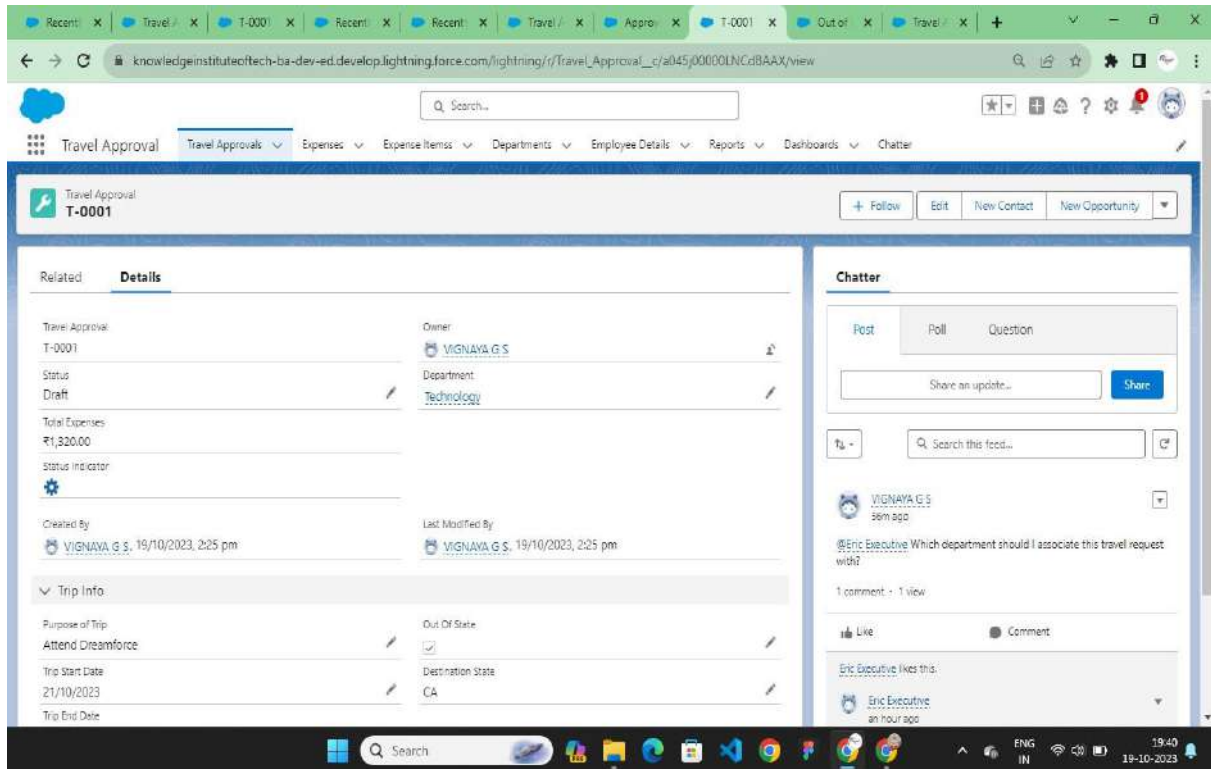 Recent Travel A T-0001 Recent Recent Travel A Approv T-0001 Out of Travel A
knowledgeinstituteoftech-ba-dev-ed.develop.lightning.force.com/lightning/r/Travel_Approval__c/a045j00000LNCdBAAX/view
Search...
Travel Approval Travel Approvals Expenses Expense Itemss Departments Employee Details Reports Dashboards Chatter
Travel Approval
T-0001
+ Follow Edit New Contact New Opportunity
Related Details
Travel Approval
T-0001
Owner
VIGNAYA G S
Status
Draft
Department
Technology
Total Expenses
₹1,320.00
Status Indicator
Created By
VIGNAYA G S, 19/10/2023, 2:25 pm
Last Modified By
VIGNAYA G S, 19/10/2023, 2:25 pm
Trip Info
Purpose of Trip
Attend Dreamforce
Out Of State
Trip Start Date
21/10/2023
Destination State
CA
Trip End Date
Chatter
Post Poll Question
Share an update... Share
Search this feed...
VIGNAYA G S
56m ago
@Eric Executive Which department should I associate this travel request
with?
1 comment · 1 view
Like Comment
Eric Executive likes this.
Eric Executive
an hour ago
Search
ENG
IN
19:40
19-10-2023